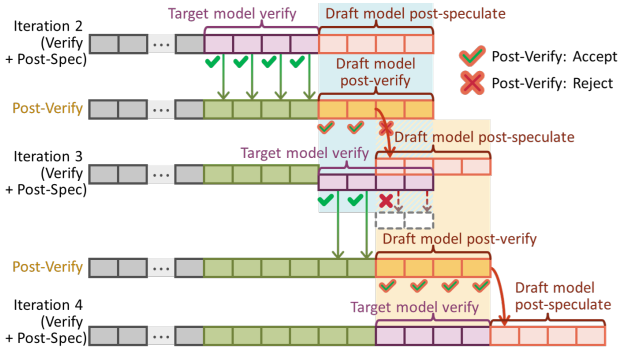 Target model verify
Draft model post-speculate
Iteration 2
(Verify
+ Post-Spec)
...
Post-Verify: Accept
Post-Verify: Reject
Draft model
post-verify
Post-Verify
...
Draft model post-speculate
Iteration 3
(Verify
+ Post-Spec)
Target model verify
...
Draft model post-verify
Post-Verify
...
Draft model
post-speculate
Iteration 4
(Verify
+ Post-Spec)
Target model verify
...